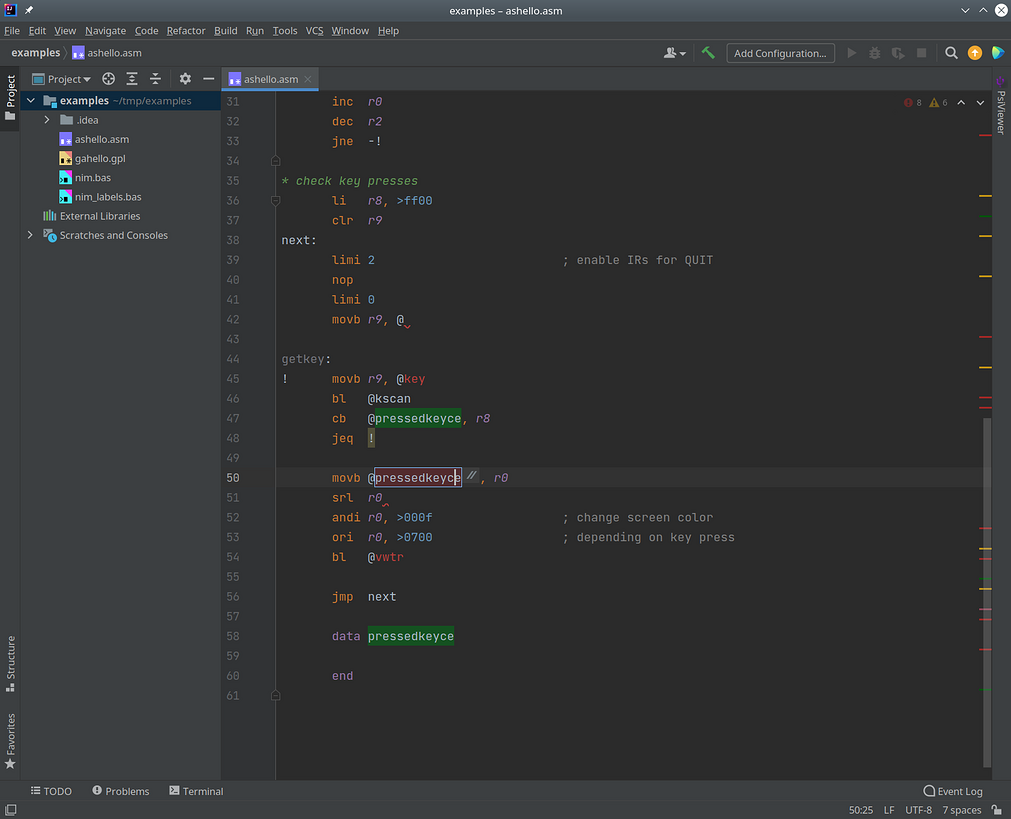 examples – ashello.asm
File Edit View Navigate Code Refactor Build Run Tools VCS Window Help
examples ashello.asm
Add Configuration...
Project
Project
ashello.asm
examples ~/tmp/examples
.idea
ashello.asm
gahello.gpl
nim.bas
nim_labels.bas
External Libraries
Scratches and Consoles
8 6
PsiViewer
31 inc r0
32 dec r2
33 jne -!
34
35 * check key presses
36 li r8, >ff00
37 clr r9
38 next:
39 limi 2 ; enable IRs for QUIT
40 nop
41 limi 0
42 movb r9, @
43
44 getkey:
45 ! movb r9, @key
46 bl @kscan
47 cb @pressedkeyce, r8
48 jeq !
49
50 movb @pressedkeyce // , r0
51 srl r0
52 andi r0, >000f ; change screen color
53 ori r0, >0700 ; depending on key press
54 bl @vwtr
55
56 jmp next
57
58 data pressedkeyce
59
60 end
61
Structure
Favorites
TODO Problems Terminal Event Log
50:25 LF UTF-8 7 spaces